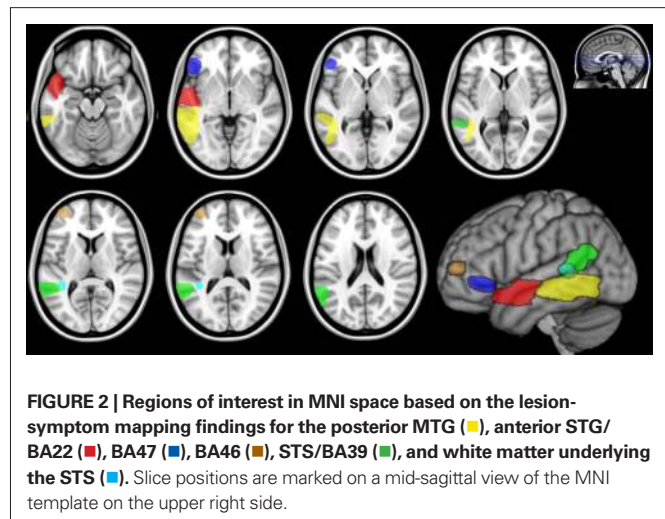 FIGURE 2 | Regions of interest in MNI space based on the lesion-
symptom mapping findings for the posterior MTG (■), anterior STG/
BA22 (■), BA47 (■), BA46 (■), STS/BA39 (■), and white matter underlying
the STS (■). Slice positions are marked on a mid-sagittal view of the MNI
template on the upper right side.